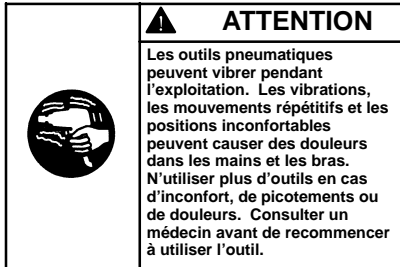 ATTENTION
Les outils pneumatiques
peuvent vibrer pendant
l'exploitation. Les vibrations,
les mouvements répétitifs et les
positions inconfortables
peuvent causer des douleurs
dans les mains et les bras.
N'utiliser plus d'outils en cas
d'inconfort, de picotements ou
de douleurs. Consulter un
médecin avant de recommencer
à utiliser l'outil.